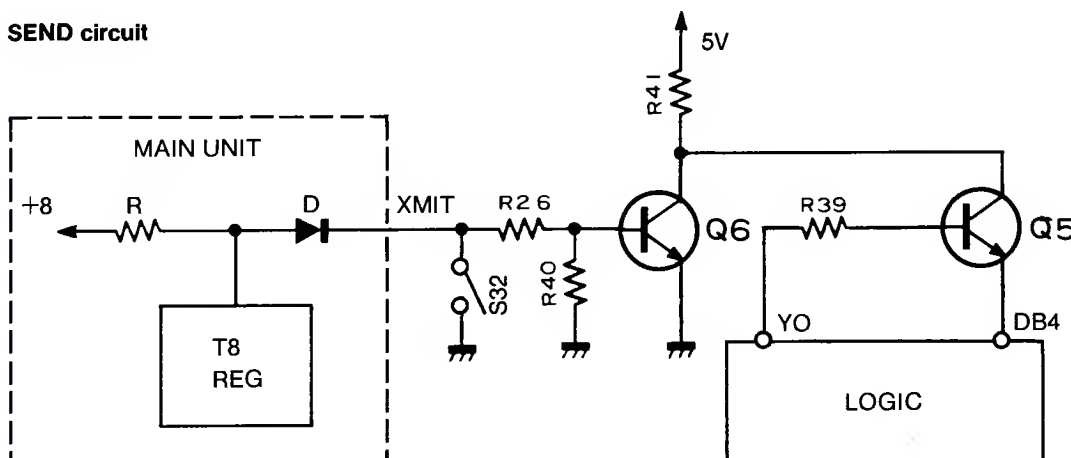 SEND circuit
5V
R41
MAIN UNIT
+8
R
D
XMIT
R26
Q6
R39
Q5
S32
R40
T8
REG
YO
DB4
LOGIC